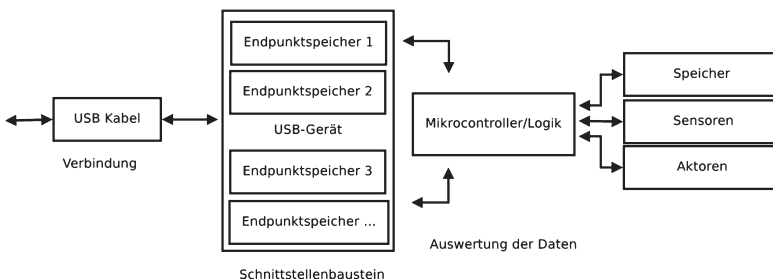 USB Kabel
Verbindung
Endpunktspeicher 1
Endpunktspeicher 2
USB-Gerät
Endpunktspeicher 3
Endpunktspeicher ...
Schnittstellenbaustein
Mikrocontroller/Logik
Auswertung der Daten
Speicher
Sensoren
Aktoren